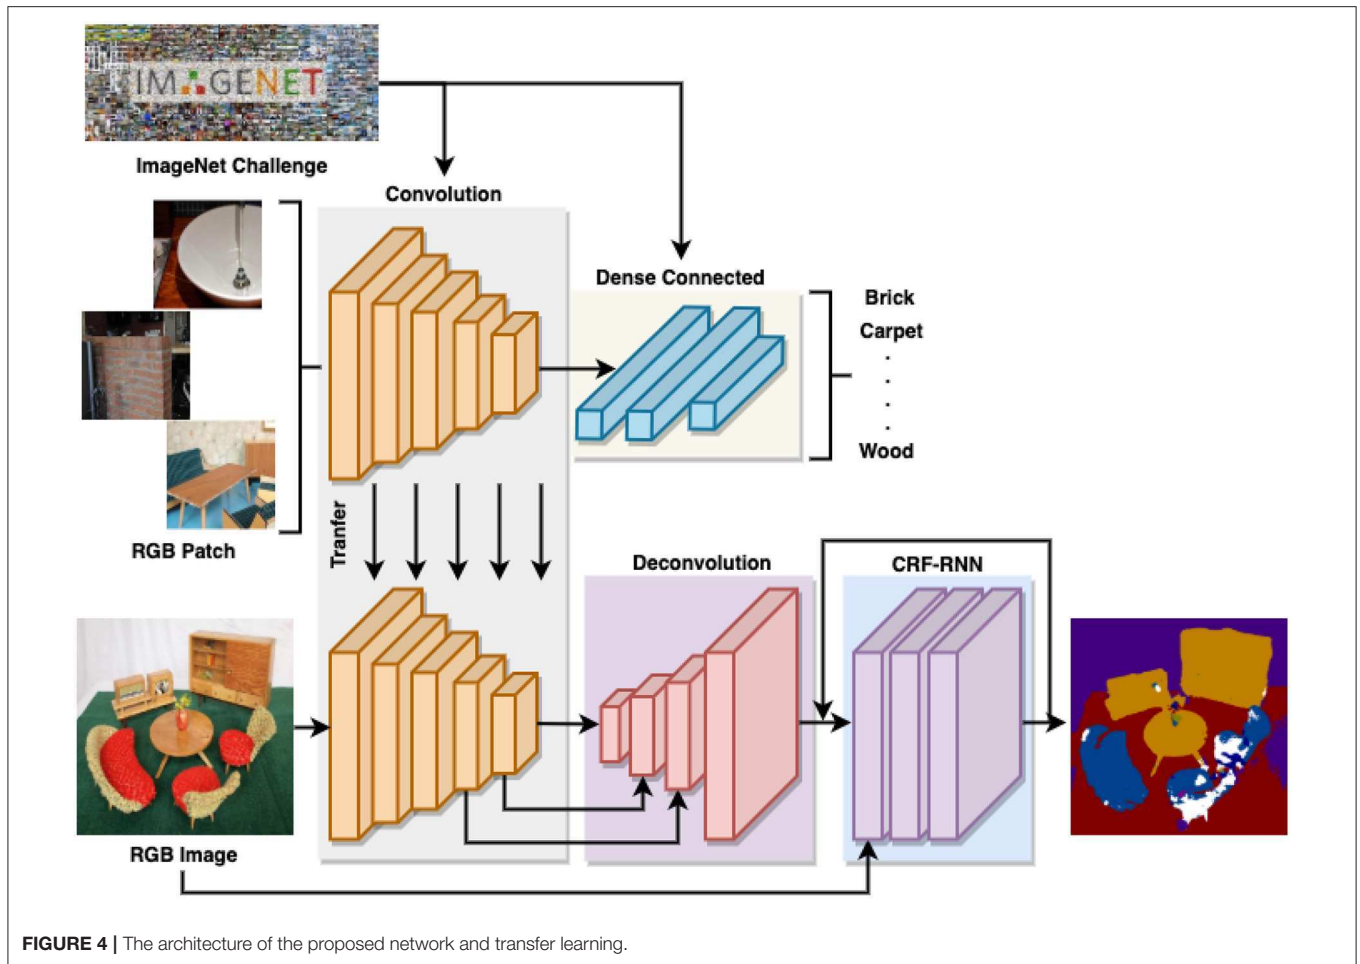 IMAGENET
ImageNet Challenge
Convolution
Dense Connected
Brick
Carpet
.
.
.
.
Wood
RGB Patch
Tranfer
Deconvolution
CRF-RNN
RGB Image
FIGURE 4 | The architecture of the proposed network and transfer learning.